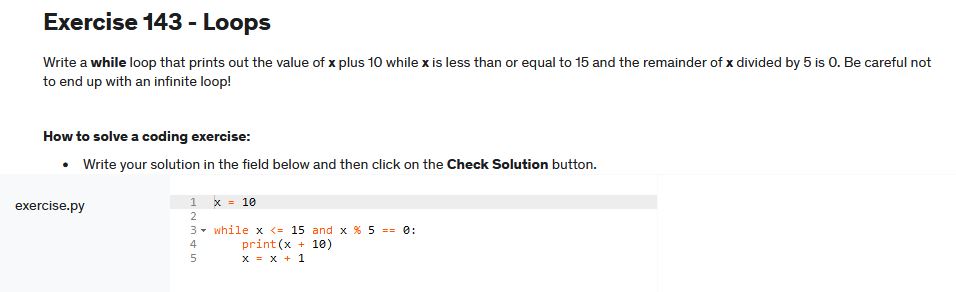 Exercise 143 - Loops
Write a while loop that prints out the value of x plus 10 while x is less than or equal to 15 and the remainder of x divided by 5 is 0. Be careful not
to end up with an infinite loop!
How to solve a coding exercise:
• Write your solution in the field below and then click on the Check Solution button.
exercise.py
1 x = 10
2
3 while x <= 15 and x % 5 == 0:
4     print(x + 10)
5     x = x + 1